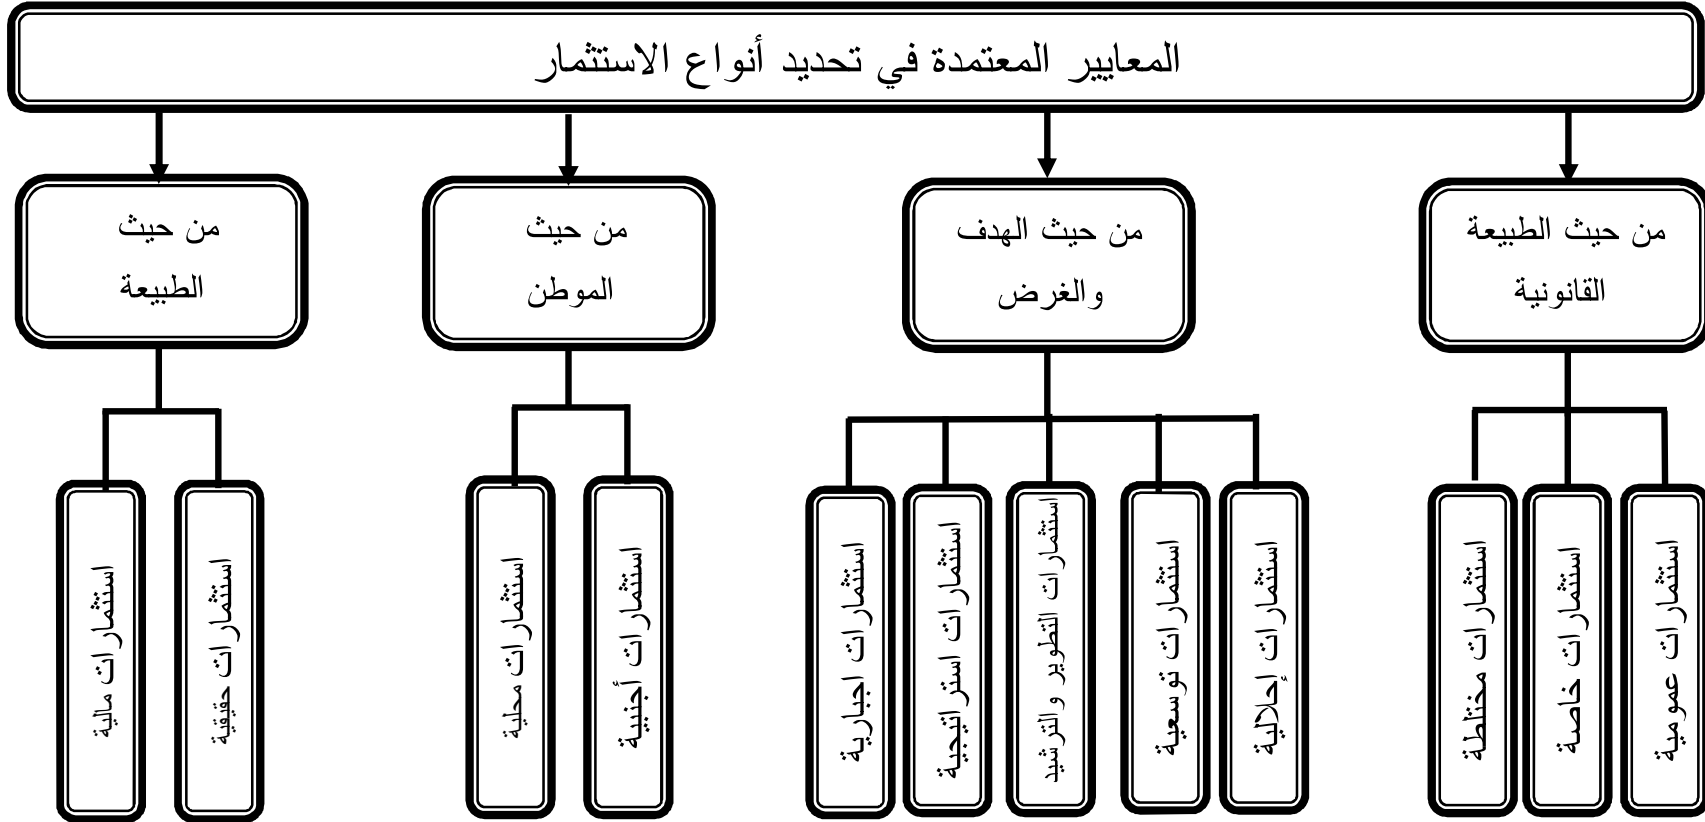 المعايير المعتمدة في تحديد أنواع الاستثمار
من حيث الطبيعة
القانونية
من حيث الهدف
والغرض
من حيث
الموطن
من حيث
الطبيعة
استثمارات عمومية
استثمارات خاصة
استثمارات مختلطة
استثمارات إحلالية
استثمارات توسعية
استثمارات التطوير والترشيد
استثمارات استراتيجية
استثمارات اجبارية
استثمارات أجنبية
استثمارات محلية
استثمارات حقيقية
استثمارات مالية